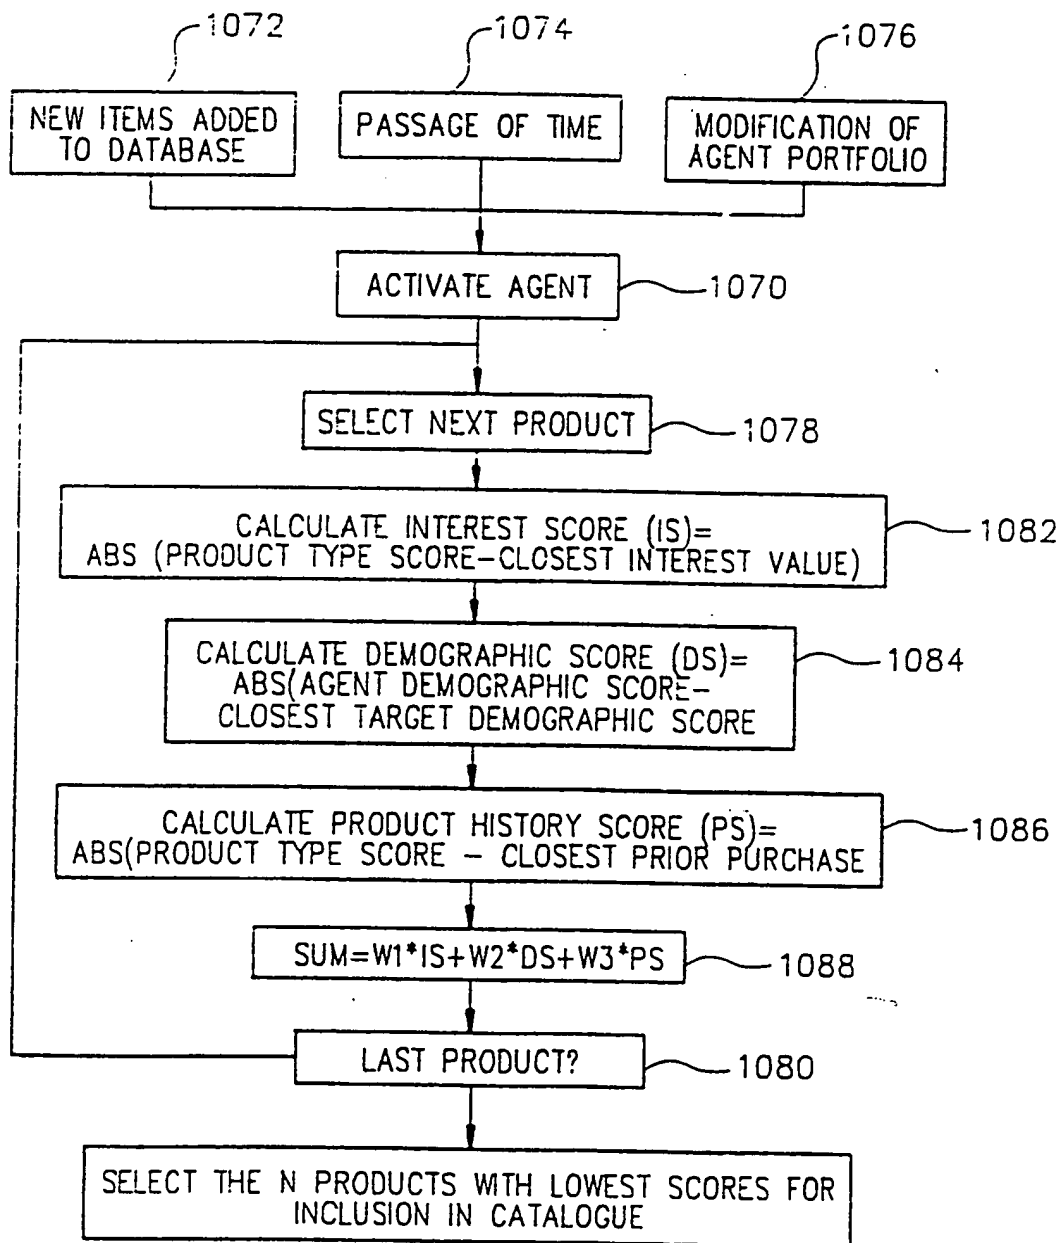 1072
1074
1076
NEW ITEMS ADDED
TO DATABASE
PASSAGE OF TIME
MODIFICATION OF
AGENT PORTFOLIO
ACTIVATE AGENT
1070
SELECT NEXT PRODUCT
1078
CALCULATE INTEREST SCORE (IS)=
ABS (PRODUCT TYPE SCORE-CLOSEST INTEREST VALUE)
1082
CALCULATE DEMOGRAPHIC SCORE (DS)=
ABS(AGENT DEMOGRAPHIC SCORE-
CLOSEST TARGET DEMOGRAPHIC SCORE
1084
CALCULATE PRODUCT HISTORY SCORE (PS)=
ABS(PRODUCT TYPE SCORE - CLOSEST PRIOR PURCHASE
1086
SUM=W1*IS+W2*DS+W3*PS
1088
LAST PRODUCT?
1080
SELECT THE N PRODUCTS WITH LOWEST SCORES FOR
INCLUSION IN CATALOGUE